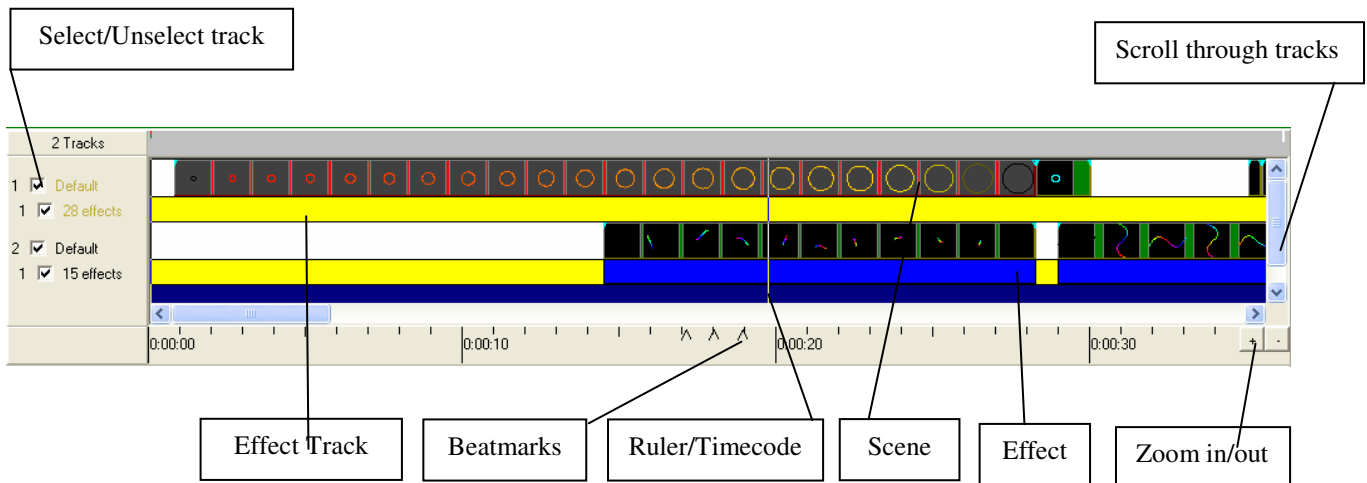 Select/Unselect track
Scroll through tracks
2 Tracks
1 Default
1 28 effects
2 Default
1 15 effects
0:00:00 0:00:10 0:00:20 0:00:30 + -
Effect Track Beatmarks Ruler/Timecode Scene Effect Zoom in/out